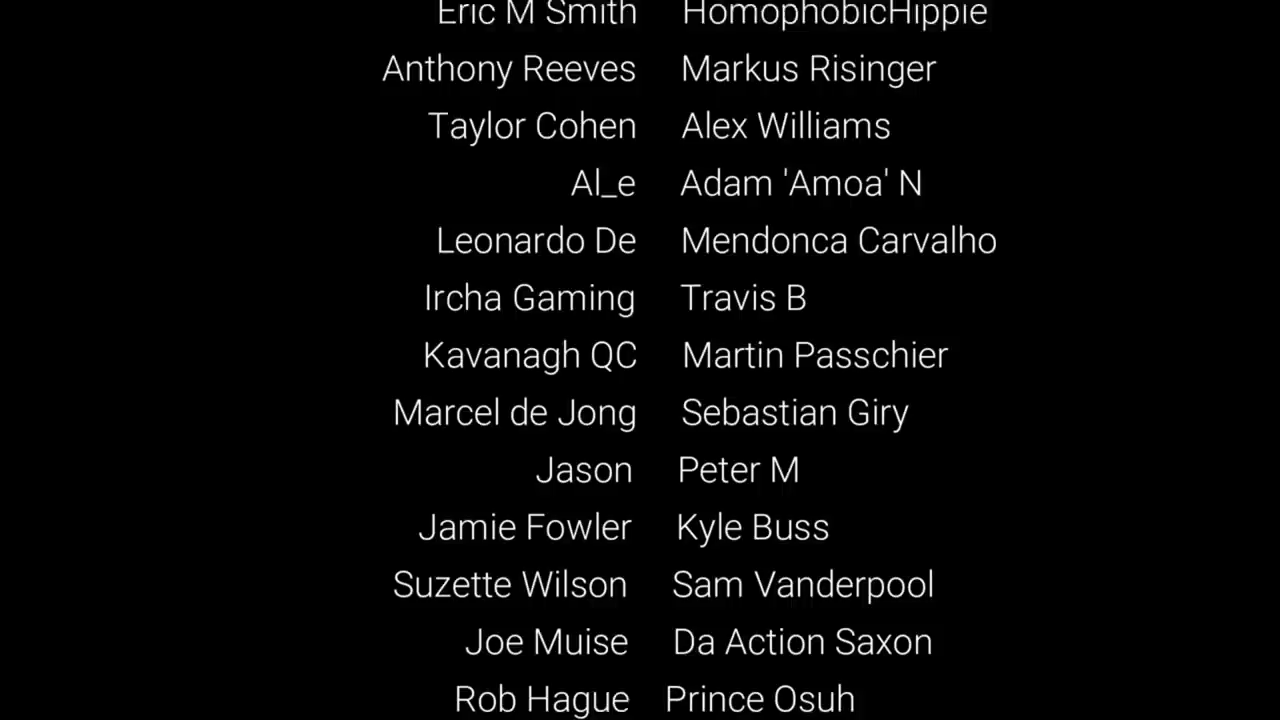 Eric M Smith HomophobicHippie
Anthony Reeves Markus Risinger
Taylor Cohen Alex Williams
Al_e Adam 'Amoa' N
Leonardo De Mendonca Carvalho
Ircha Gaming Travis B
Kavanagh QC Martin Passchier
Marcel de Jong Sebastian Giry
Jason Peter M
Jamie Fowler Kyle Buss
Suzette Wilson Sam Vanderpool
Joe Muise Da Action Saxon
Rob Hague Prince Osuh